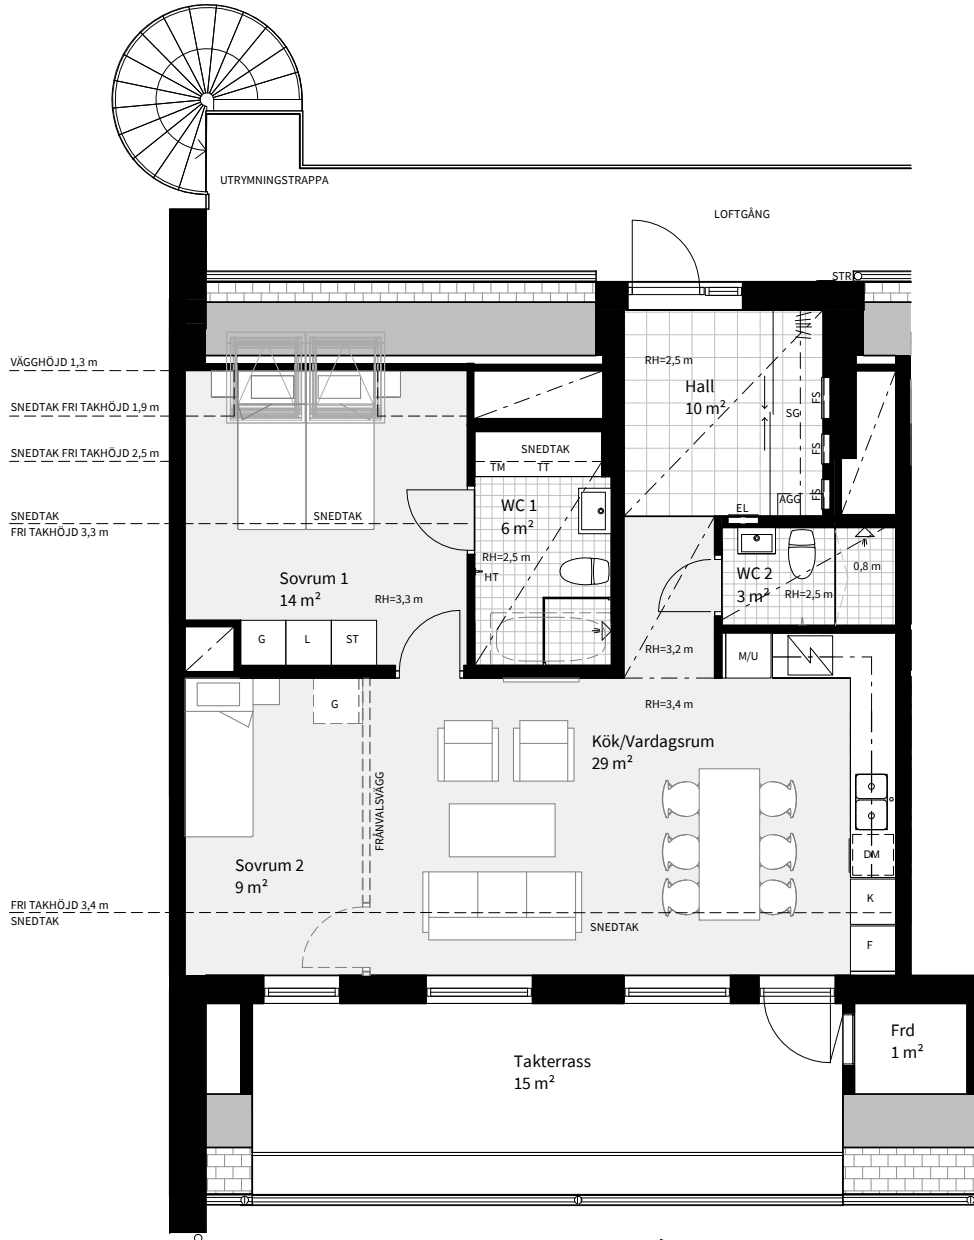 UTRYMNINGSTRAPPA
LOFTGÅNG
STR
VÄGGHÖJD 1,3 m
RH=2,5 m
Hall
10 m²
FS
SNEDTAK FRI TAKHÖJD 1,9 m
SG
SNEDTAK FRI TAKHÖJD 2,5 m
SNEDTAK
FS
TM
TT
AGG
FS
WC 1
6 m²
EL
SNEDTAK
FRI TAKHÖJD 3,3 m
SNEDTAK
RH=2,5 m
HT
WC 2
3 m²
RH=2,5 m
0,8 m
Sovrum 1
14 m²
RH=3,3 m
G
L
ST
RH=3,2 m
M/U
G
RH=3,4 m
Kök/Vardagsrum
29 m²
FRÅNVALSVÄGG
Sovrum 2
9 m²
DM
K
FRI TAKHÖJD 3,4 m
SNEDTAK
SNEDTAK
F
Takterrass
15 m²
Frd
1 m²